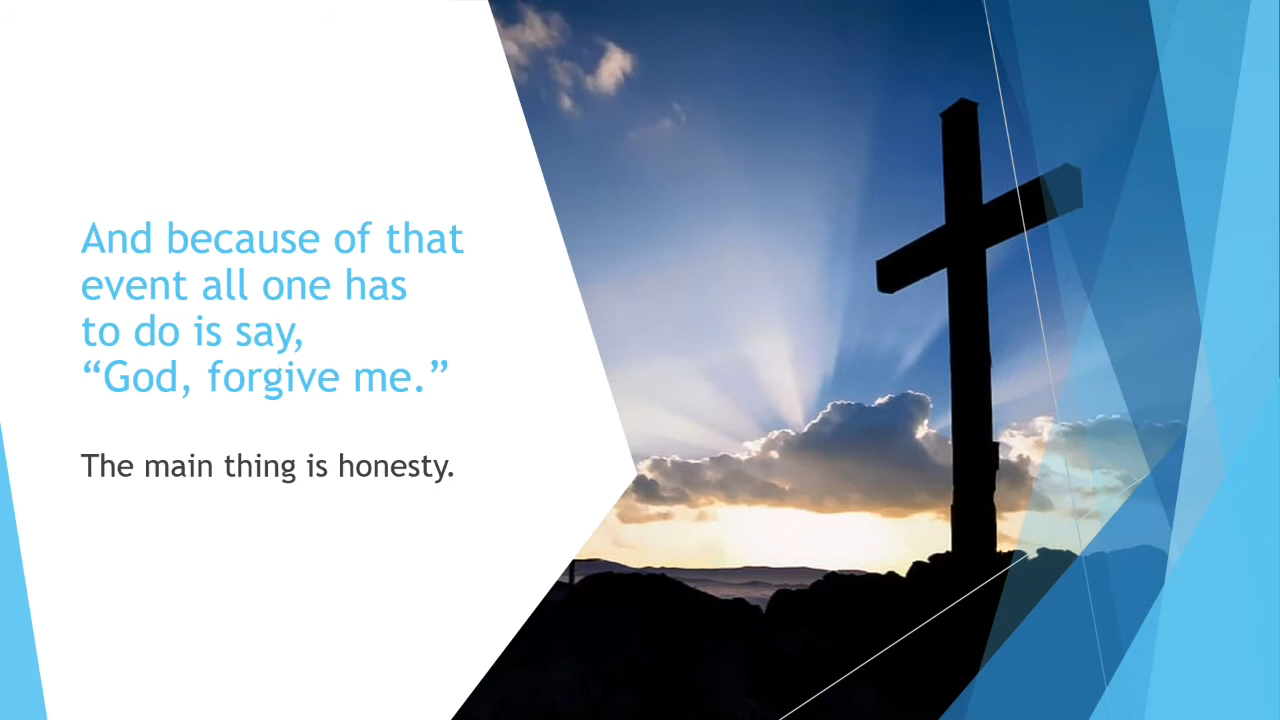 And because of that
event all one has
to do is say,
“God, forgive me.”
The main thing is honesty.